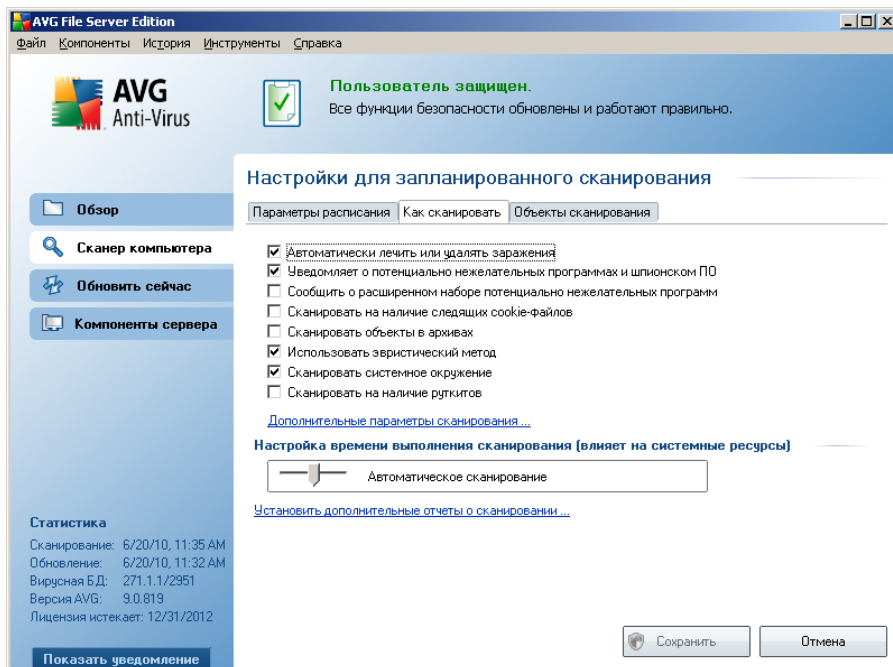 AVG File Server Edition
Файл Компоненты История Инструменты Справка
AVG
Anti-Virus
Пользователь защищен.
Все функции безопасности обновлены и работают правильно.
Обзор
Сканер компьютера
Обновить сейчас
Компоненты сервера
Настройки для запланированного сканирования
Параметры расписания Как сканировать Объекты сканирования
Автоматически лечить или удалять заражения
Уведомляет о потенциально нежелательных программах и шпионском ПО
Сообщить о расширенном наборе потенциально нежелательных программ
Сканировать на наличие следящих cookie-файлов
Сканировать объекты в архивах
Использовать эвристический метод
Сканировать системное окружение
Сканировать на наличие руткитов
Дополнительные параметры сканирования ...
Настройка времени выполнения сканирования (влияет на системные ресурсы)
Автоматическое сканирование
Установить дополнительные отчеты о сканировании ...
Статистика
Сканирование: 6/20/10, 11:35 AM
Обновление: 6/20/10, 11:32 AM
Вирусная БД: 271.1.1/2951
Версия AVG: 9.0.819
Лицензия истекает: 12/31/2012
Показать уведомление
Сохранить
Отмена